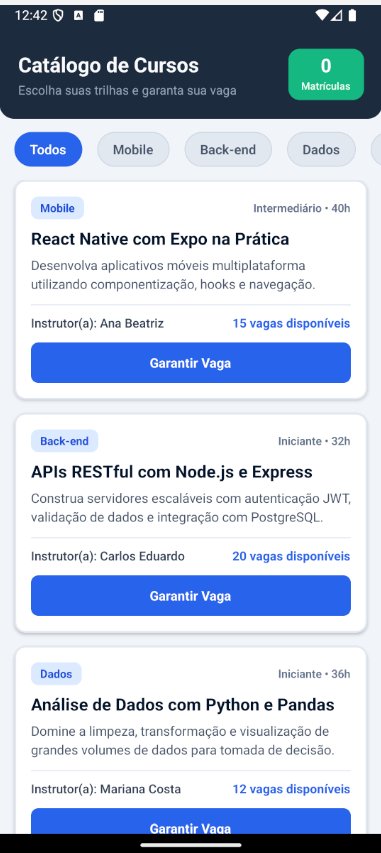 12:42
Catálogo de Cursos
Escolha suas trilhas e garanta sua vaga
0
Matrículas
Todos
Mobile
Back-end
Dados
Mobile
Intermediário • 40h
React Native com Expo na Prática
Desenvolva aplicativos móveis multiplataforma
utilizando componentização, hooks e navegação.
Instrutor(a): Ana Beatriz
15 vagas disponíveis
Garantir Vaga
Back-end
Iniciante • 32h
APIs RESTful com Node.js e Express
Construa servidores escaláveis com autenticação JWT,
validação de dados e integração com PostgreSQL.
Instrutor(a): Carlos Eduardo
20 vagas disponíveis
Garantir Vaga
Dados
Iniciante • 36h
Análise de Dados com Python e Pandas
Domine a limpeza, transformação e visualização de
grandes volumes de dados para tomada de decisão.
Instrutor(a): Mariana Costa
12 vagas disponíveis
Garantir Vaga